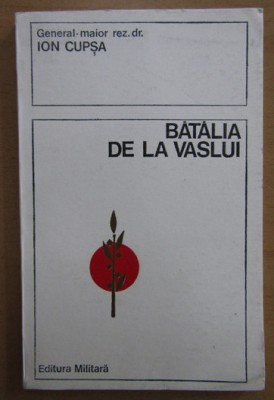 General-maior rez. dr.
ION CUPȘA
BĂTĂLIA
DE LA VASLUI
Editura Militară